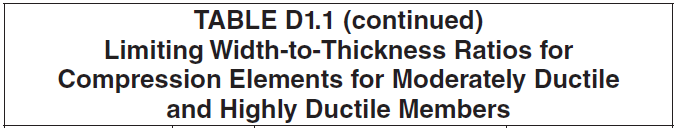 TABLE D1.1 (continued)
Limiting Width-to-Thickness Ratios for
Compression Elements for Moderately Ductile
and Highly Ductile Members